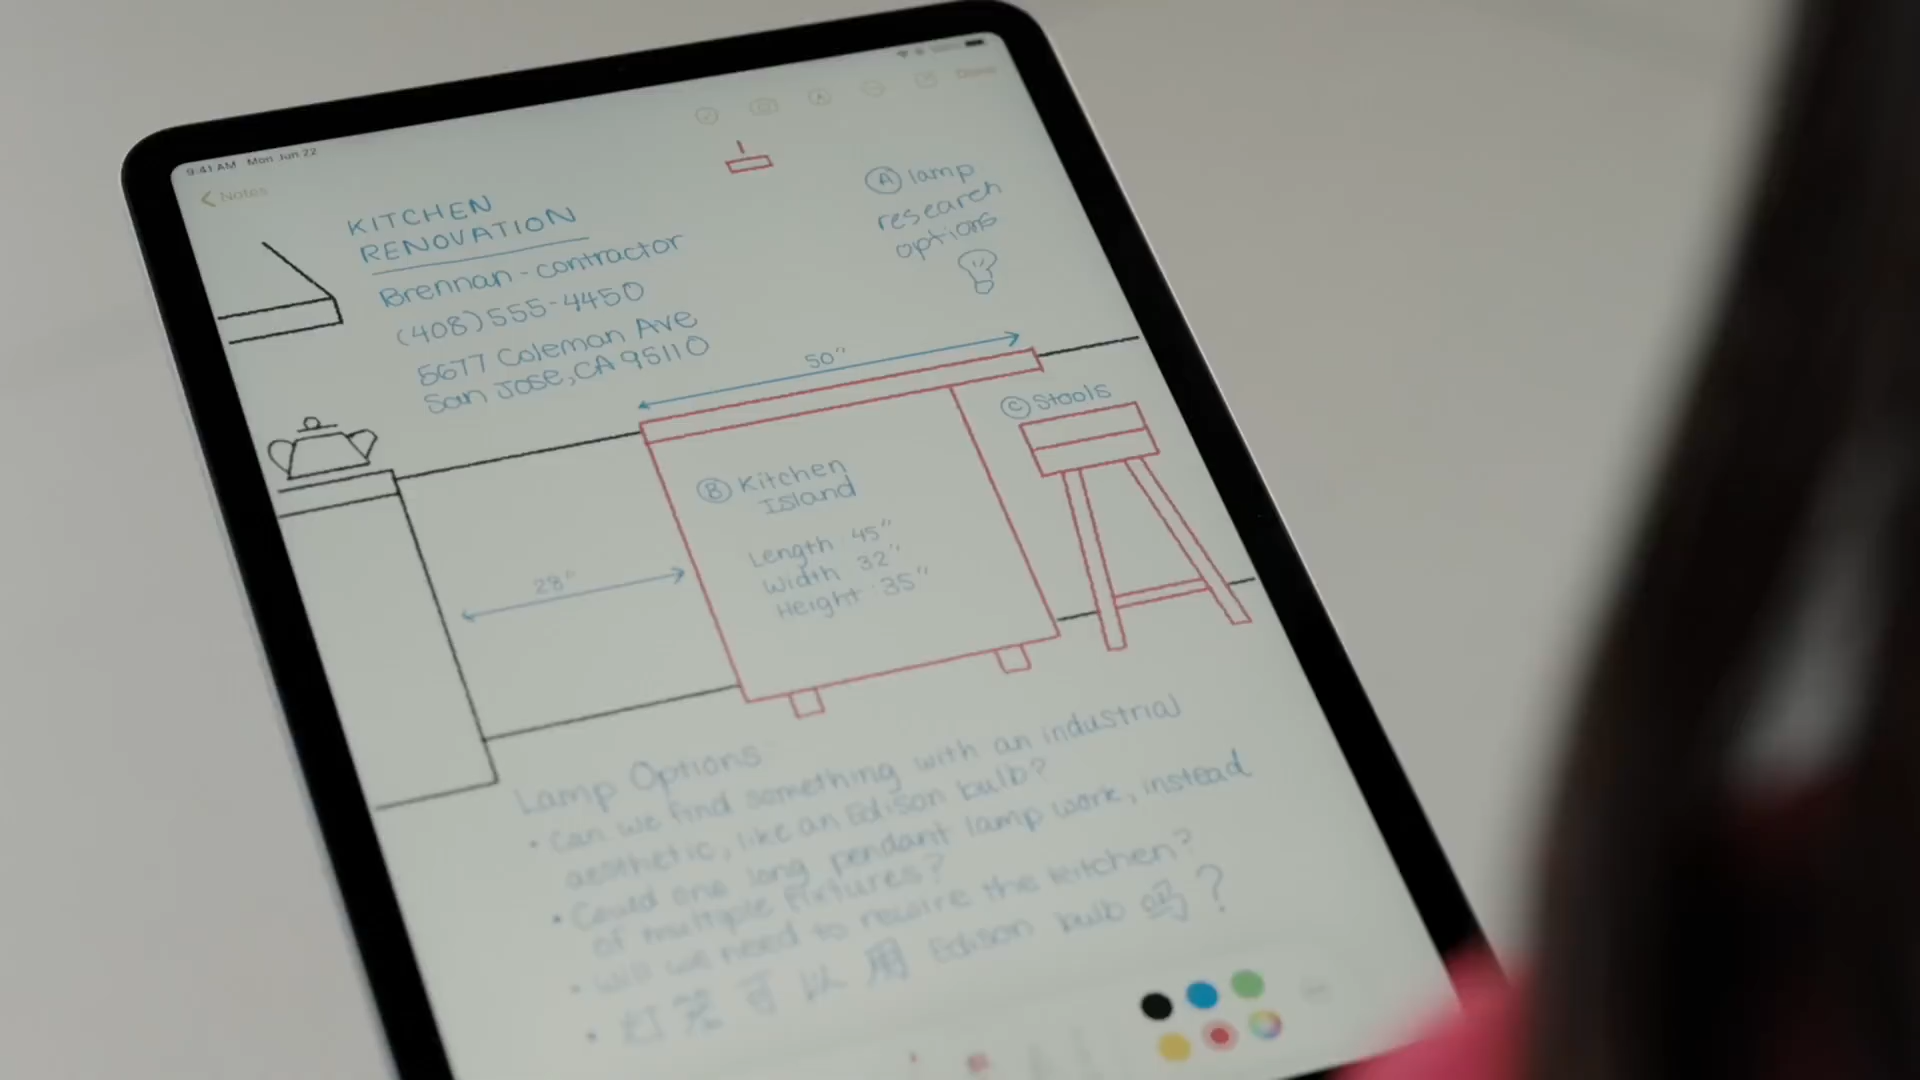 9:41 AM Mon Jun 22
Notes
Done
KITCHEN
RENOVATION
Brennan - contractor
(408) 555-4450
5677 Coleman Ave
San Jose, CA 95110
A lamp
research
options
50"
C Stools
B Kitchen
Island
Length : 45"
Width 32"
Height : 35"
28"
Lamp Options:
• Can we find something with an industrial
aesthetic, like an Edison bulb?
• Could one long pendant lamp work, instead
of multiple fixtures?
• Will we need to rewire the kitchen?
• 灯笼可以用 Edison bulb 吗?